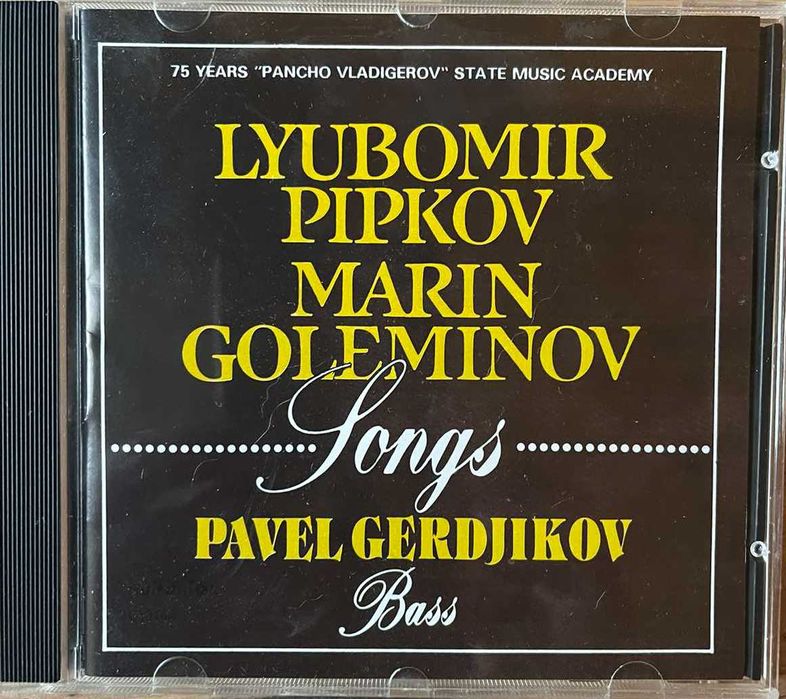 75 YEARS "PANCHO VLADIGEROV" STATE MUSIC ACADEMY
LYUBOMIR
PIPKOV
MARIN
GOLEMINOV
Songs
PAVEL GERDJIKOV
Bass